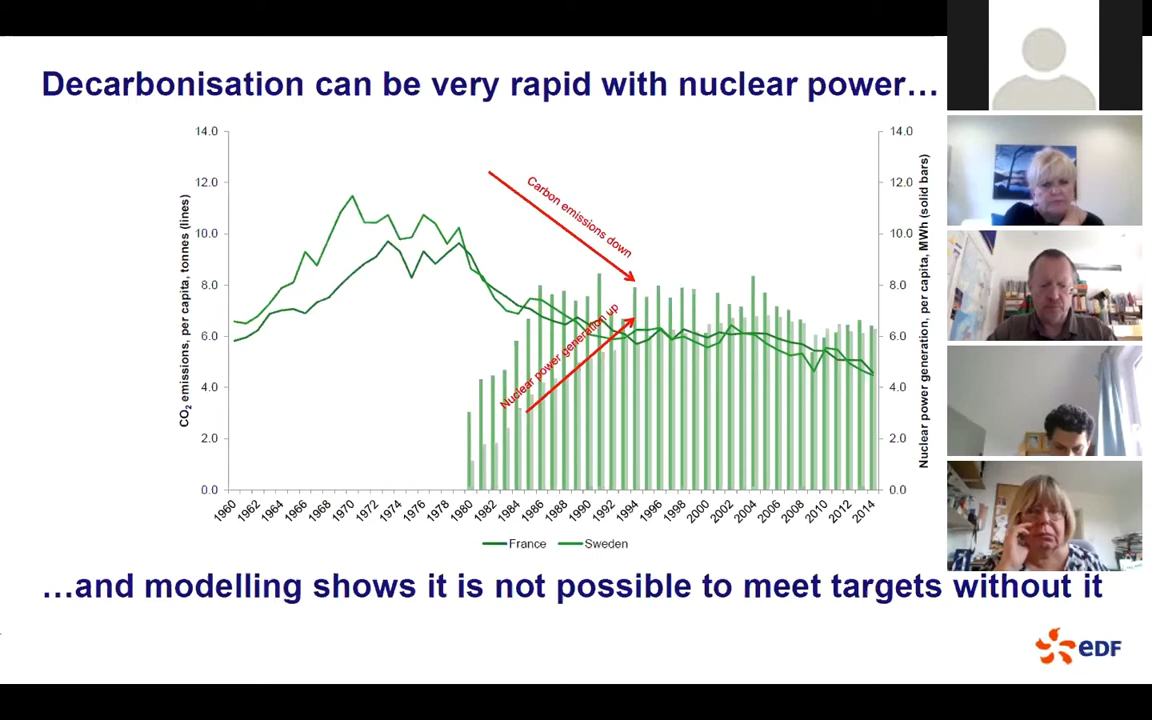 Decarbonisation can be very rapid with nuclear power…
14.0
12.0
10.0
8.0
6.0
4.0
2.0
0.0
CO2 emissions, per capita, tonnes (lines)
Carbon emissions down
Nuclear power generation up
14.0
12.0
10.0
8.0
6.0
4.0
2.0
0.0
Nuclear power generation, per capita, MWh (solid bars)
1960 1962 1964 1966 1968 1970 1972 1974 1976 1978 1980 1982 1984 1986 1988 1990 1992 1994 1996 1998 2000 2002 2004 2006 2008 2010 2012 2014
France Sweden
…and modelling shows it is not possible to meet targets without it
eDF